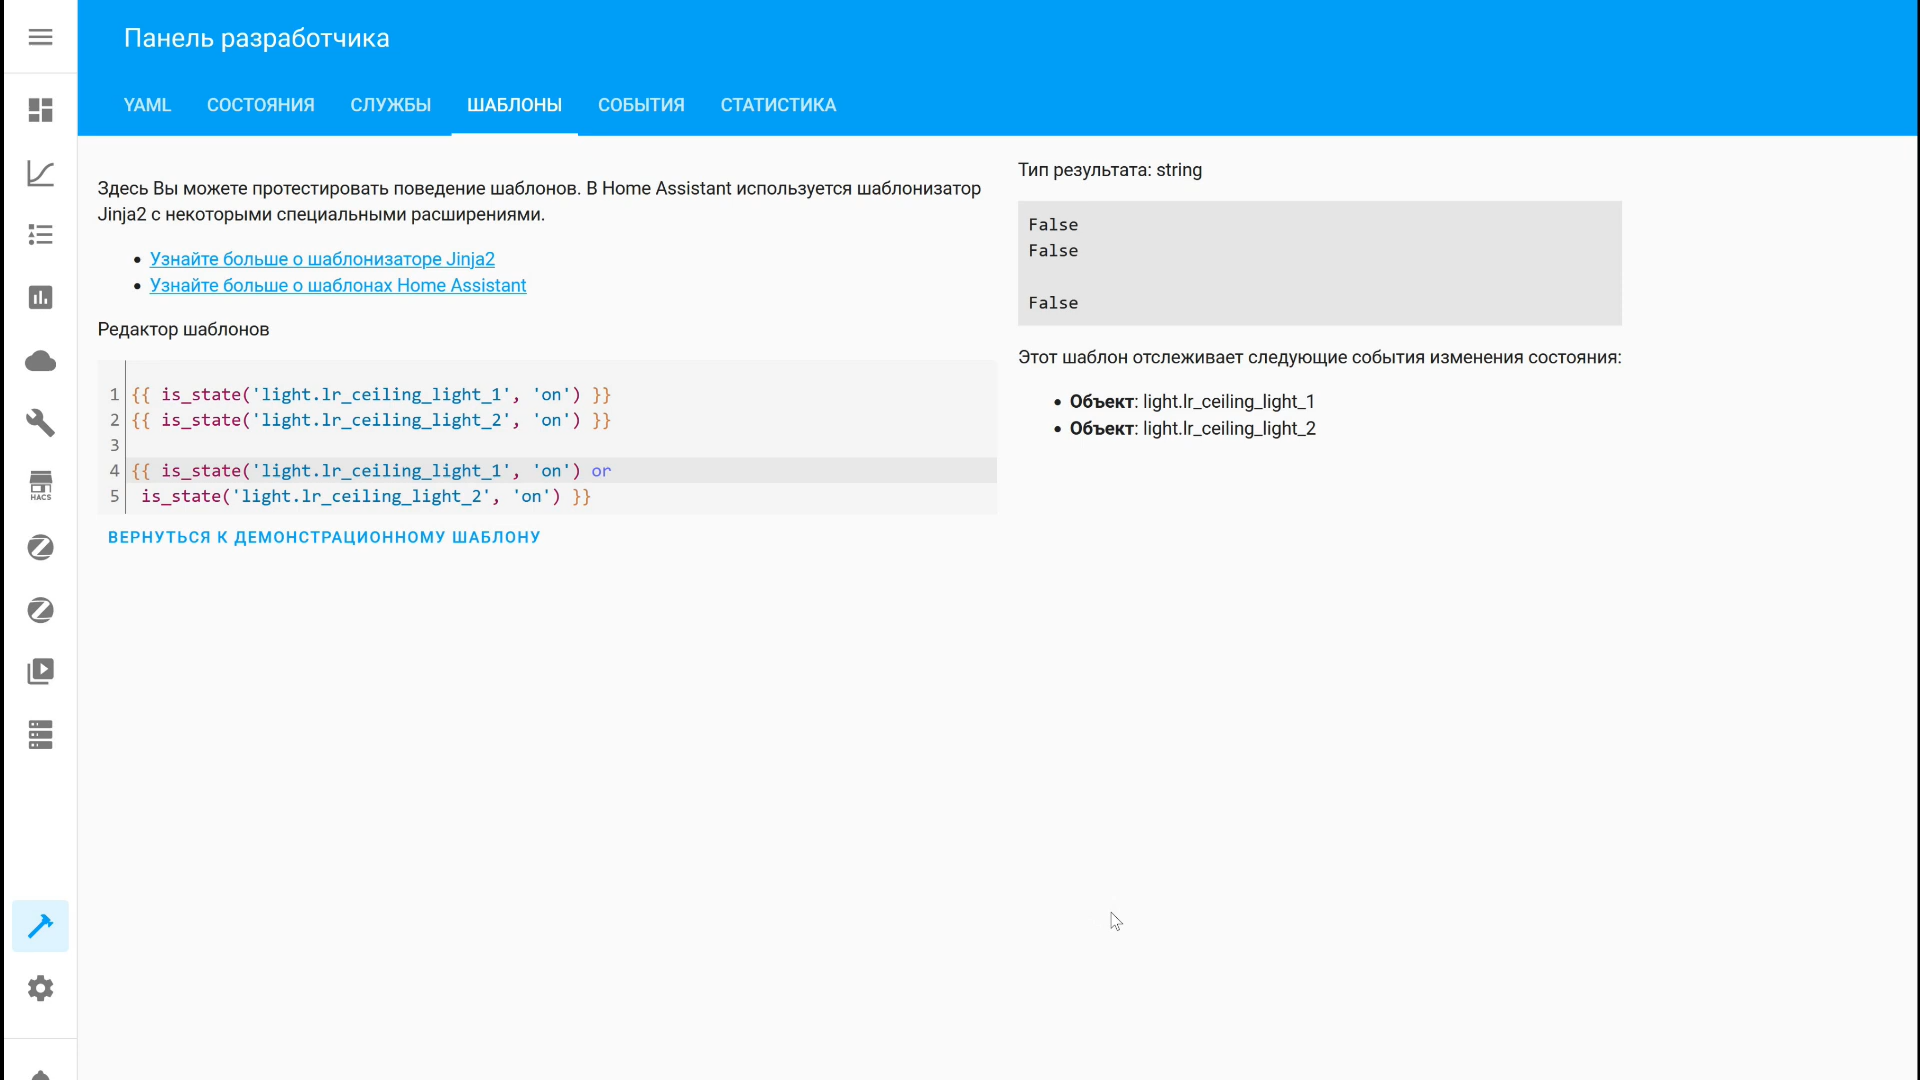 Панель разработчика
YAML СОСТОЯНИЯ СЛУЖБЫ ШАБЛОНЫ СОБЫТИЯ СТАТИСТИКА
Здесь Вы можете протестировать поведение шаблонов. В Home Assistant используется шаблонизатор
Jinja2 с некоторыми специальными расширениями.
Узнайте больше о шаблонизаторе Jinja2
Узнайте больше о шаблонах Home Assistant
Редактор шаблонов
1 {{ is_state('light.lr_ceiling_light_1', 'on') }}
2 {{ is_state('light.lr_ceiling_light_2', 'on') }}
3
4 {{ is_state('light.lr_ceiling_light_1', 'on') or
5 is_state('light.lr_ceiling_light_2', 'on') }}
ВЕРНУТЬСЯ К ДЕМОНСТРАЦИОННОМУ ШАБЛОНУ
Тип результата: string
False
False
False
Этот шаблон отслеживает следующие события изменения состояния:
Объект: light.lr_ceiling_light_1
Объект: light.lr_ceiling_light_2
HACS